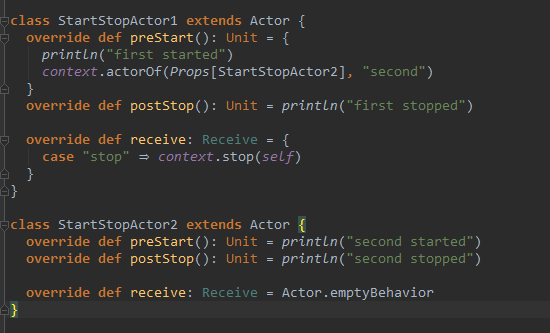 class StartStopActor1 extends Actor {
  override def preStart(): Unit = {
    println("first started")
    context.actorOf(Props[StartStopActor2], "second")
  }
  override def postStop(): Unit = println("first stopped")

  override def receive: Receive = {
    case "stop" ⇒ context.stop(self)
  }
}

class StartStopActor2 extends Actor {
  override def preStart(): Unit = println("second started")
  override def postStop(): Unit = println("second stopped")

  override def receive: Receive = Actor.emptyBehavior
}